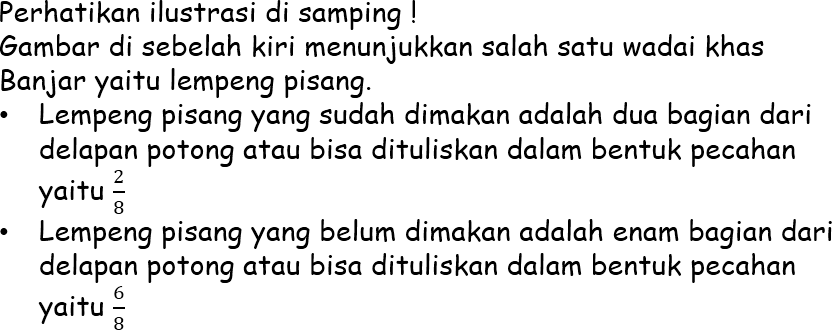 Perhatikan ilustrasi di samping !
Gambar di sebelah kiri menunjukkan salah satu wadai khas
Banjar yaitu lempeng pisang.
• Lempeng pisang yang sudah dimakan adalah dua bagian dari
delapan potong atau bisa dituliskan dalam bentuk pecahan
yaitu 2/8
• Lempeng pisang yang belum dimakan adalah enam bagian dari
delapan potong atau bisa dituliskan dalam bentuk pecahan
yaitu 6/8